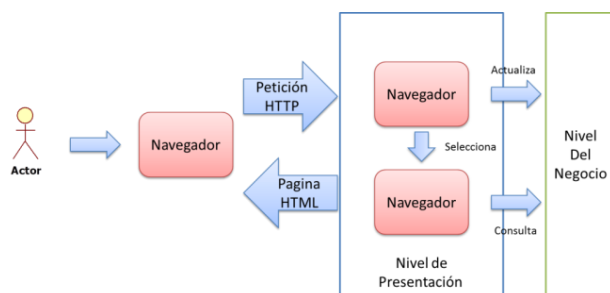 Actor
Navegador
Petición
HTTP
Pagina
HTML
Navegador
Selecciona
Navegador
Nivel de
Presentación
Actualiza
Consulta
Nivel
Del
Negocio